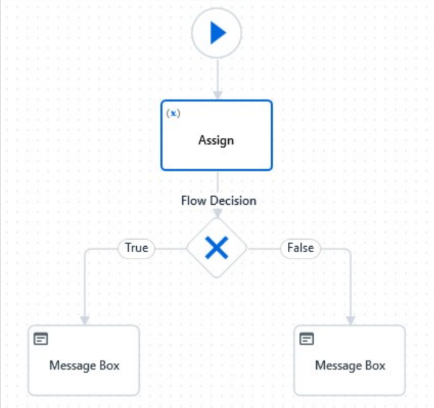 (x)
Assign
Flow Decision
True
False
Message Box
Message Box